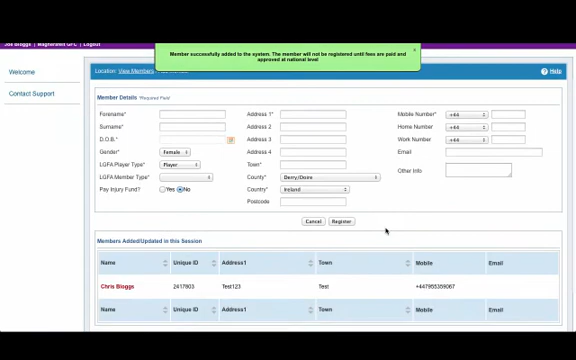 Joe Bloggs | Wagheramill GFC | Logout
Member successfully added to the system. The member will not be registered until fees are paid and
approved at national level
x
Welcome
Contact Support
Location: View Members
Help
Member Details *Required Field*
Forename*
Address 1*
Mobile Number* +44
Surname*
Address 2
Home Number +44
D.O.B.*
Address 3
Work Number +44
Gender* Female
Address 4
Email
LGFA Player Type* Player
Town*
Other Info
LGFA Member Type*
County* Derry/Doire
Pay Injury Fund? Yes No
Country* Ireland
Postcode
Cancel Register
Members Added/Updated in this Session
Name Unique ID Address1 Town Mobile Email
Chris Bloggs 2417803 Test123 Test +447955359067
Name Unique ID Address1 Town Mobile Email